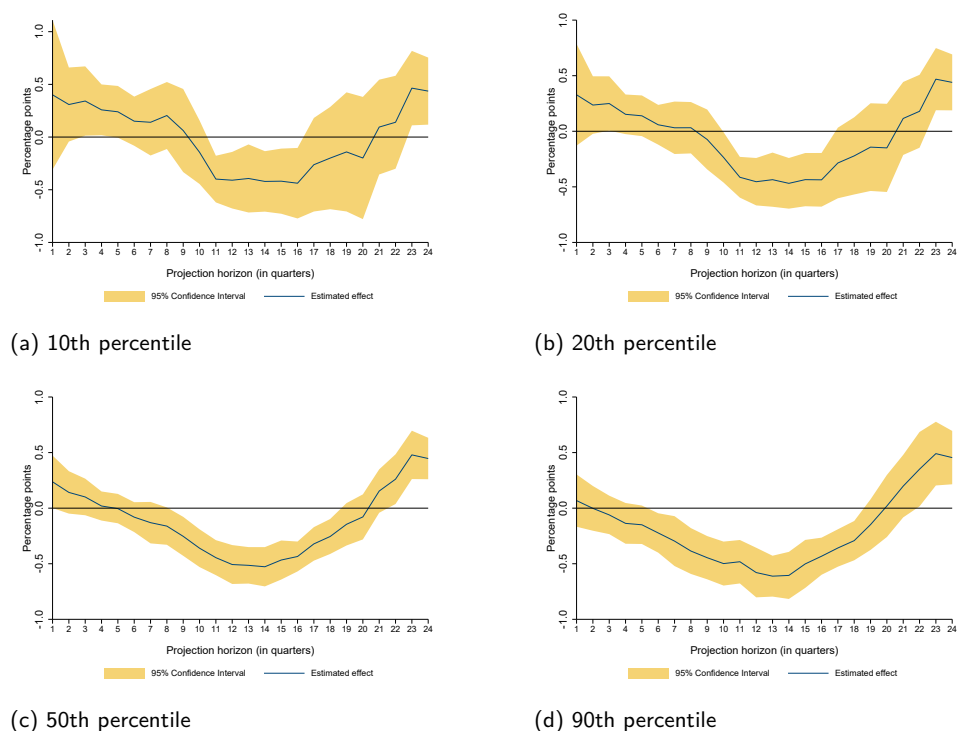 1.0
0.5
0.0
-0.5
-1.0
Percentage points
1 2 3 4 5 6 7 8 9 10 11 12 13 14 15 16 17 18 19 20 21 22 23 24
Projection horizon (in quarters)
95% Confidence Interval Estimated effect
(a) 10th percentile
1.0
0.5
0.0
-0.5
-1.0
Percentage points
1 2 3 4 5 6 7 8 9 10 11 12 13 14 15 16 17 18 19 20 21 22 23 24
Projection horizon (in quarters)
95% Confidence Interval Estimated effect
(b) 20th percentile
1.0
0.5
0.0
-0.5
-1.0
Percentage points
1 2 3 4 5 6 7 8 9 10 11 12 13 14 15 16 17 18 19 20 21 22 23 24
Projection horizon (in quarters)
95% Confidence Interval Estimated effect
(c) 50th percentile
1.0
0.5
0.0
-0.5
-1.0
Percentage points
1 2 3 4 5 6 7 8 9 10 11 12 13 14 15 16 17 18 19 20 21 22 23 24
Projection horizon (in quarters)
95% Confidence Interval Estimated effect
(d) 90th percentile